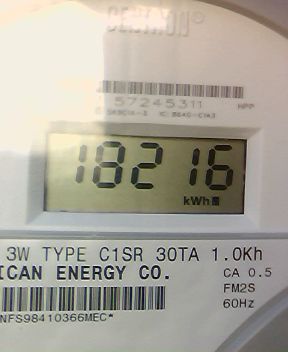 CENTRON®
57245311 HPP
18216
kWh
3W TYPE C1SR 30TA 1.0Kh
ICAN ENERGY CO. CA 0.5
FM2S
NFS98410366MEC* 60Hz